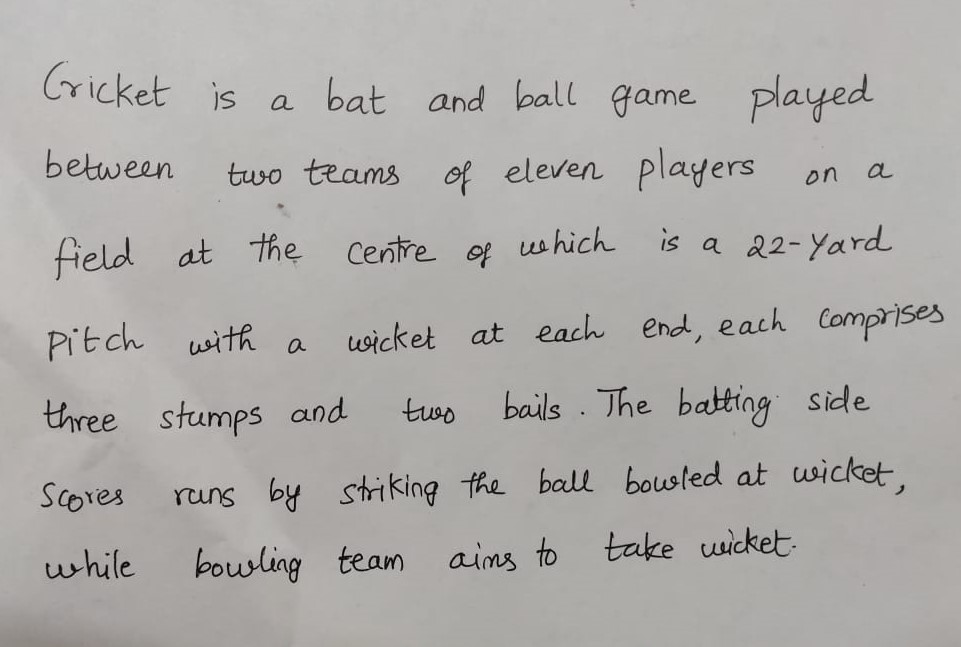 Cricket is a bat and ball game played
between two teams of eleven players on a
field at the centre of which is a 22-yard
pitch with a wicket at each end, each comprises
three stumps and two bails. The batting side
scores runs by striking the ball bowled at wicket,
while bowling team aims to take wicket.